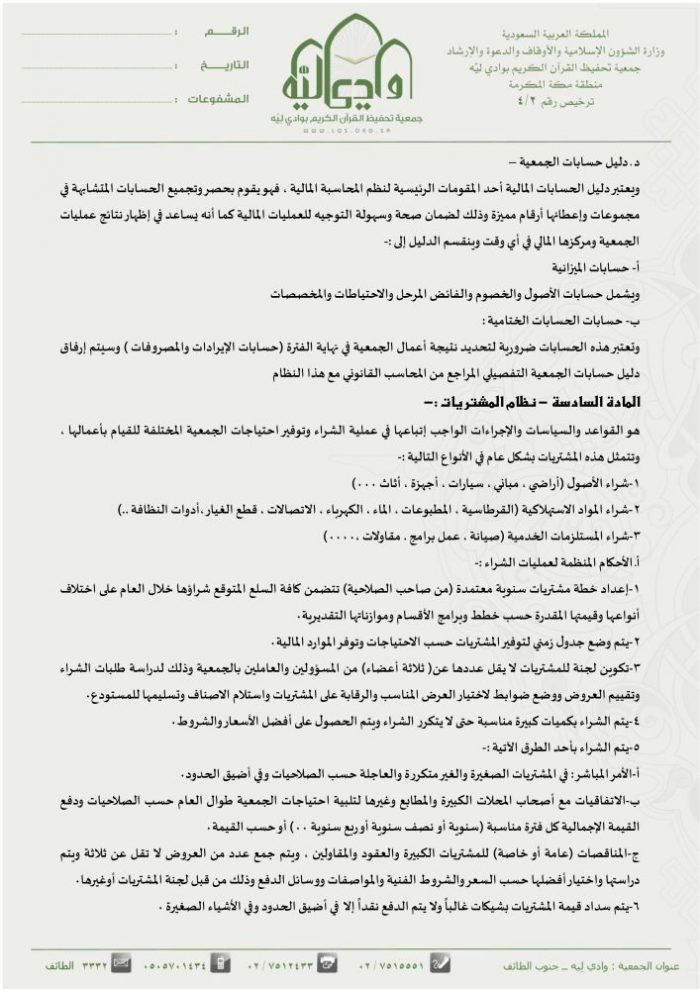 المملكة العربية السعودية
وزارة الشؤون الإسلامية والأوقاف والدعوة والإرشاد
جمعية تحفيظ القرآن الكريم بوادي ليّه
منطقة مكة المكرمة
ترخيص رقم ٤/٢
وادي ليّه
جمعية تحفيظ القرآن الكريم بوادي ليّه
WWW.LQS.ORG.SA
الرقـــم :
التاريـــخ :
المشفوعات :
د. دليل حسابات الجمعية –
ويعتبر دليل الحسابات المالية أحد المقومات الرئيسية لنظم المحاسبة المالية ، فهو يقوم بحصر وتجميع الحسابات المتشابهة في
مجموعات وإعطائها أرقام مميزة وذلك لضمان صحة وسهولة التوجيه للعمليات المالية كما أنه يساعد في إظهار نتائج عمليات
الجمعية ومركزها المالي في أي وقت وينقسم الدليل إلى :-
أ- حسابات الميزانية
ويشمل حسابات الأصول والخصوم والفائض المرحل والاحتياطات والمخصصات
ب- حسابات الحسابات الختامية :
وتعتبر هذه الحسابات ضرورية لتحديد نتيجة أعمال الجمعية في نهاية الفترة (حسابات الإيرادات والمصروفات ) وسيتم إرفاق
دليل حسابات الجمعية التفصيلي المراجع من المحاسب القانوني مع هذا النظام
المادة السادسة – نظام المشتريات :–
هو القواعد والسياسات والإجراءات الواجب إتباعها في عملية الشراء وتوفير احتياجات الجمعية المختلفة للقيام بأعمالها ،
وتتمثل هذه المشتريات بشكل عام في الأنواع التالية :-
١-شراء الأصول (أراضي ، مباني ، سيارات ، أجهزة ، أثاث ٠٠٠)
٢-شراء المواد الاستهلاكية (القرطاسية ، المطبوعات ، الماء ، الكهرباء ، الاتصالات ، قطع الغيار ،أدوات النظافة ..)
٣-شراء المستلزمات الخدمية (صيانة ، عمل برامج ، مقاولات ،٠٠٠٠)
أ.الأحكام المنظمة لعمليات الشراء :-
١-إعداد خطة مشتريات سنوية معتمدة (من صاحب الصلاحية) تتضمن كافة السلع المتوقع شراؤها خلال العام على اختلاف
أنواعها وقيمتها المقدرة حسب خطط وبرامج الأقسام وموازناتها التقديرية.
٢-يتم وضع جدول زمني لتوفير المشتريات حسب الاحتياجات وتوفر الموارد المالية.
٣-تكوين لجنة للمشتريات لا يقل عددها عن( ثلاثة أعضاء) من المسؤولين والعاملين بالجمعية وذلك لدراسة طلبات الشراء
وتقييم العروض ووضع ضوابط لاختيار العرض المناسب والرقابة على المشتريات واستلام الاصناف وتسليمها للمستودع.
٤-يتم الشراء بكميات كبيرة مناسبة حتى لا يتكرر الشراء ويتم الحصول على أفضل الأسعار والشروط.
٥-يتم الشراء بأحد الطرق الآتية :-
أ-الأمر المباشر : في المشتريات الصغيرة والغير متكررة والعاجلة حسب الصلاحيات وفي أضيق الحدود.
ب-الاتفاقيات مع أصحاب المحلات الكبيرة والمطابع وغيرها لتلبية احتياجات الجمعية طوال العام حسب الصلاحيات ودفع
القيمة الإجمالية كل فترة مناسبة (سنوية أو نصف سنوية أو ربع سنوية ٠٠) أو حسب القيمة.
ج-المناقصات (عامة أو خاصة) للمشتريات الكبيرة والعقود والمقاولين ، ويتم جمع عدد من العروض لا تقل عن ثلاثة ويتم
دراستها واختيار أفضلها حسب السعر والشروط الفنية والمواصفات ووسائل الدفع وذلك من قبل لجنة المشتريات أو غيرها.
٦-يتم سداد قيمة المشتريات بشيكات غالباً ولا يتم الدفع نقداً إلا في أضيق الحدود وفي الأشياء الصغيرة .
عنوان الجمعية : وادي ليه ــ جنوب الطائف
٠٢ / ٧٥١٥٥٥١
٠٢ / ٧٥١٢٤٣٣
٠٥٠٥٧٠١٤٣٤
٣٣٣٢ الطائف